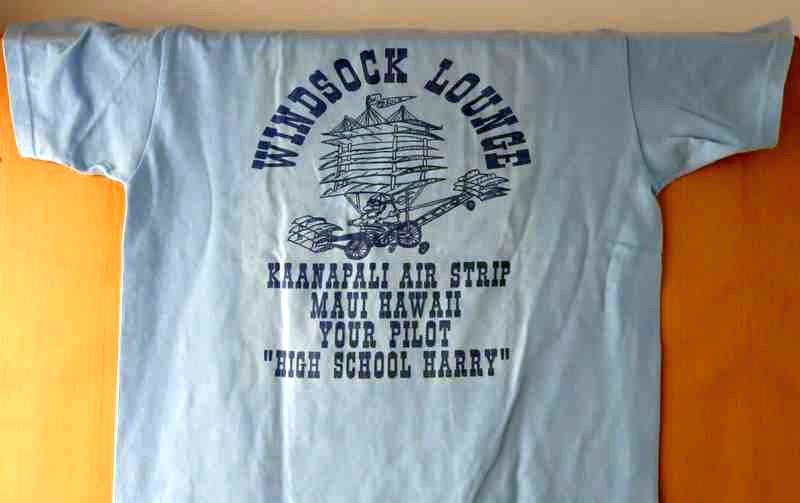 WINDSOCK LOUNGE
KAANAPALI AIR STRIP
MAUI HAWAII
YOUR PILOT
"HIGH SCHOOL HARRY"